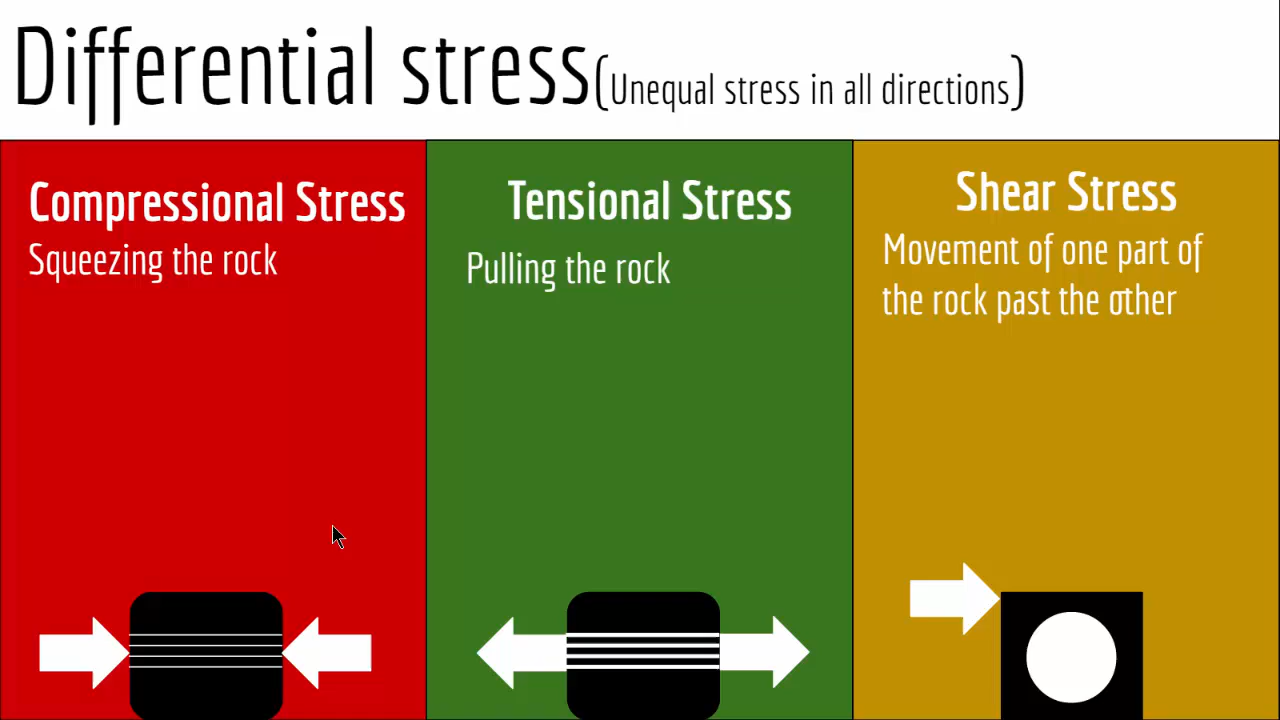 Differential stress(Unequal stress in all directions)
Compressional Stress
Squeezing the rock
Tensional Stress
Pulling the rock
Shear Stress
Movement of one part of
the rock past the other